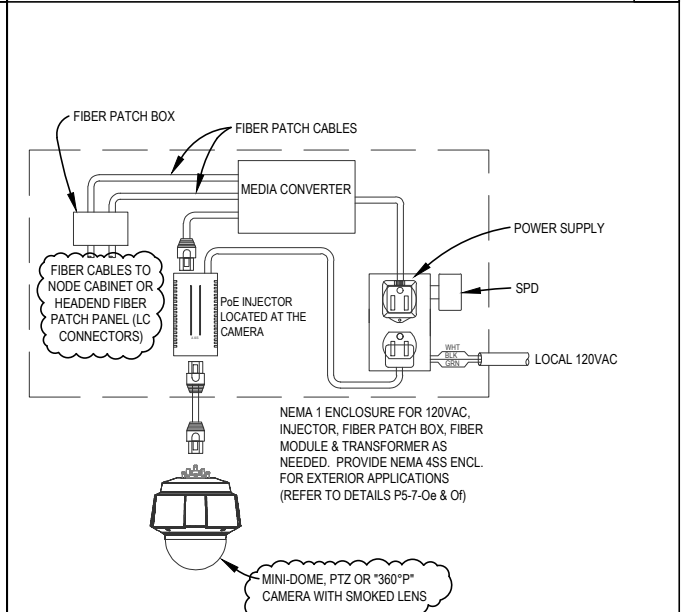 FIBER PATCH BOX
FIBER PATCH CABLES
MEDIA CONVERTER
POWER SUPPLY
FIBER CABLES TO
NODE CABINET OR
HEADEND FIBER
PATCH PANEL (LC
CONNECTORS)
PoE INJECTOR
LOCATED AT THE
CAMERA
SPD
WHT
BLK
GRN
LOCAL 120VAC
NEMA 1 ENCLOSURE FOR 120VAC,
INJECTOR, FIBER PATCH BOX, FIBER
MODULE & TRANSFORMER AS
NEEDED. PROVIDE NEMA 4SS ENCL.
FOR EXTERIOR APPLICATIONS
(REFER TO DETAILS P5-7-Oe & Of)
MINI-DOME, PTZ OR "360°P"
CAMERA WITH SMOKED LENS